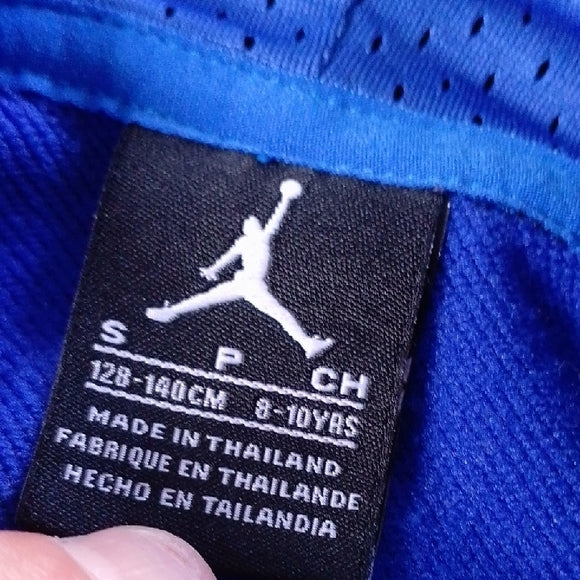 S P CH
128-140CM 8-10YRS
MADE IN THAILAND
FABRIQUE EN THAILANDE
HECHO EN TAILANDIA